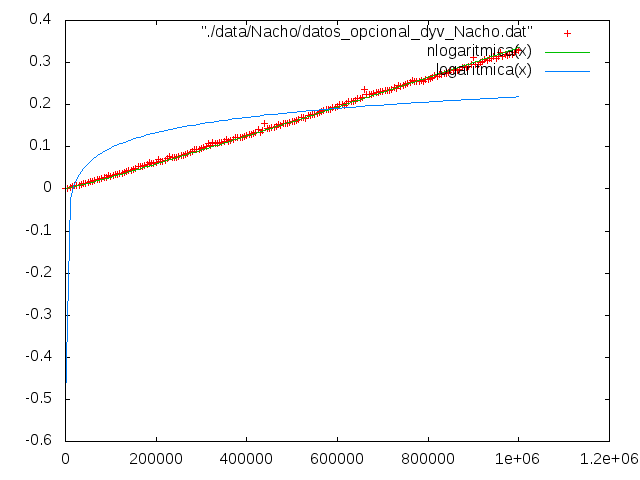 "./data/Nacho/datos_opcional_dyv_Nacho.dat"
nlogaritmica(x)
logaritmica(x)
0.4
0.3
0.2
0.1
0
-0.1
-0.2
-0.3
-0.4
-0.5
-0.6
0 200000 400000 600000 800000 1e+06 1.2e+06